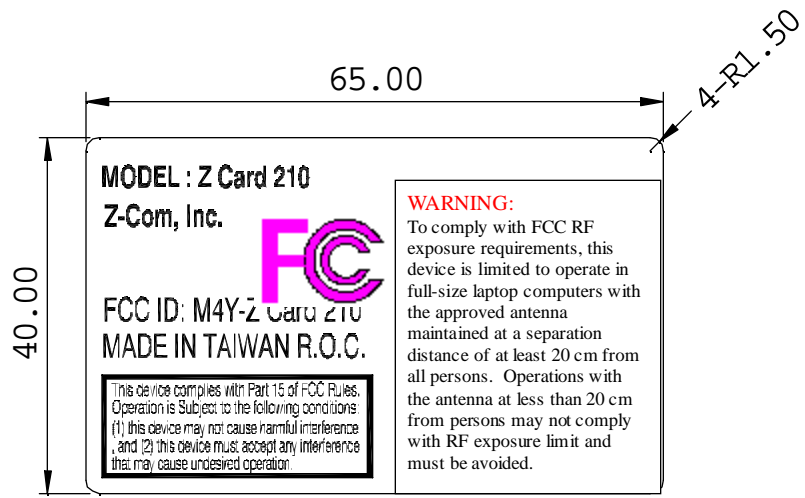 65.00
4-R1.50
40.00
MODEL : Z Card 210
Z-Com, Inc.
FCC
FCC ID: M4Y-Z Card 210
MADE IN TAIWAN R.O.C.
This device complies with Part 15 of FCC Rules.
Operation is Subject to the following conditions:
(1) this device may not cause harmful interference
, and (2) this device must accept any interference
that may cause undesired operation.
WARNING:
To comply with FCC RF
exposure requirements, this
device is limited to operate in
full-size laptop computers with
the approved antenna
maintained at a separation
distance of at least 20 cm from
all persons.  Operations with
the antenna at less than 20 cm
from persons may not comply
with RF exposure limit and
must be avoided.